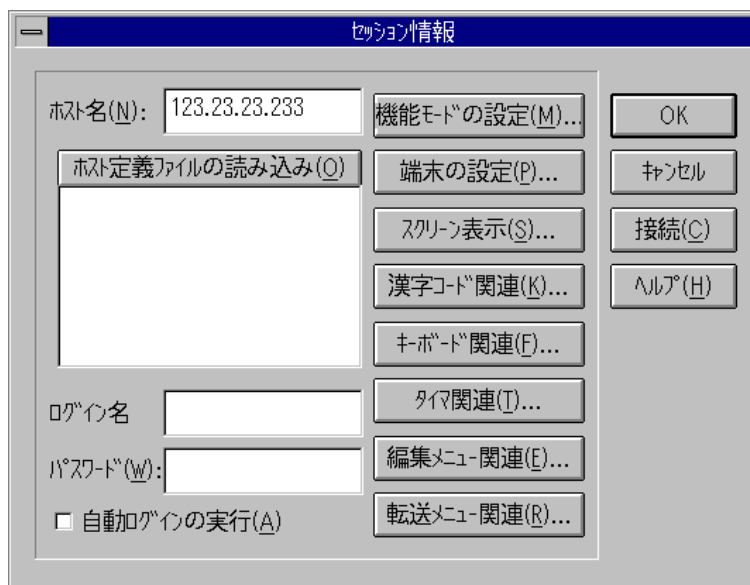 ｾｯｼｮﾝ情報
ﾎｽﾄ名(N):
123.23.23.233
ﾎｽﾄ定義ﾌｧｲﾙの読み込み(O)
ﾛｸﾞｲﾝ名
ﾊﾟｽﾜｰﾄﾞ(W):
自動ﾛｸﾞｲﾝの実行(A)
機能ﾓｰﾄﾞの設定(M)...
端末の設定(P)...
ｽｸﾘｰﾝ表示(S)...
漢字ｺｰﾄﾞ関連(K)...
ｷｰﾎﾞｰﾄﾞ関連(F)...
ﾀｲﾏ関連(T)...
編集ﾒﾆｭｰ関連(E)...
転送ﾒﾆｭｰ関連(R)...
OK
ｷｬﾝｾﾙ
接続(C)
ﾍﾙﾌﾟ(H)